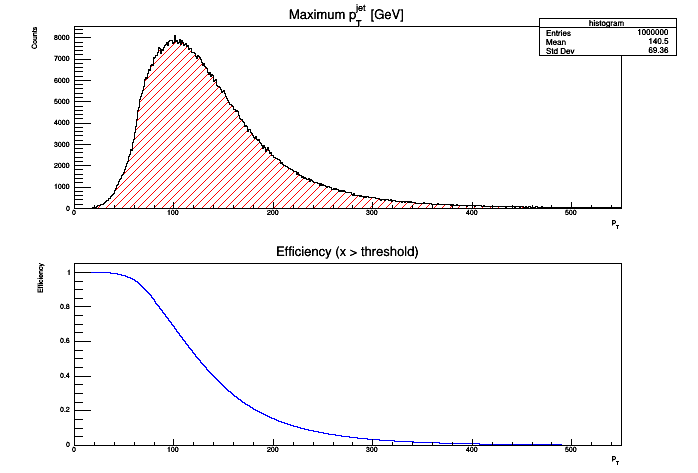 Maximum p_T^jet [GeV]
histogram
Entries 1000000
Mean 140.5
Std Dev 69.36
Counts
8000
7000
6000
5000
4000
3000
2000
1000
0
0 100 200 300 400 500
p_T
Efficiency (x > threshold)
Efficiency
1
0.8
0.6
0.4
0.2
0
0 100 200 300 400 500
p_T